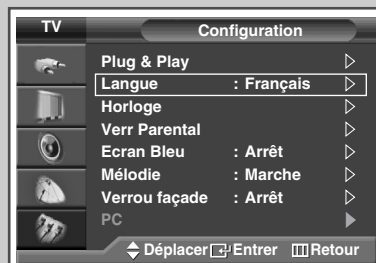 TV
Configuration
Plug & Play
Langue : Français
Horloge
Verr Parental
Ecran Bleu : Arrêt
Mélodie : Marche
Verrou façade : Arrêt
PC
Déplacer Entrer Retour